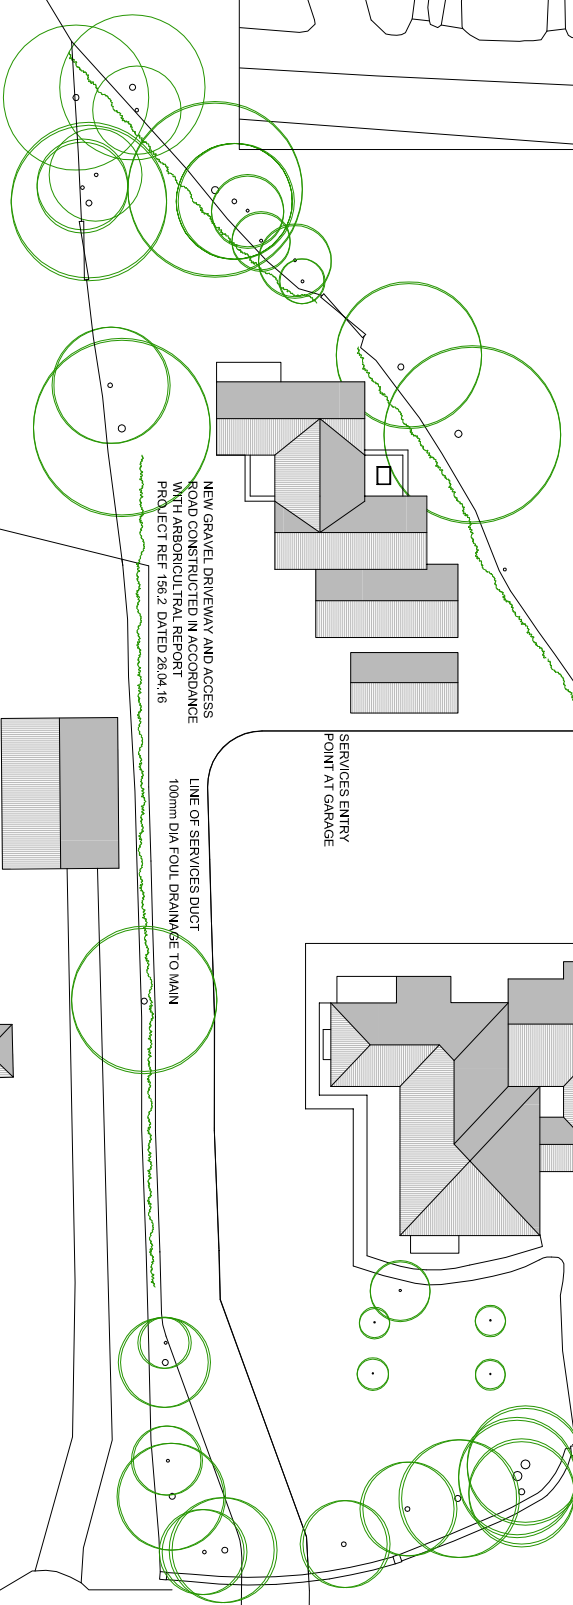 NEW GRAVEL DRIVEWAY AND ACCESS
ROAD CONSTRUCTED IN ACCORDANCE
WITH ARBORICULTRAL REPORT
PROJECT REF 156.2 DATED 26.04.16
SERVICES ENTRY
POINT AT GARAGE
LINE OF SERVICES DUCT
100mm DIA FOUL DRAINAGE TO MAIN